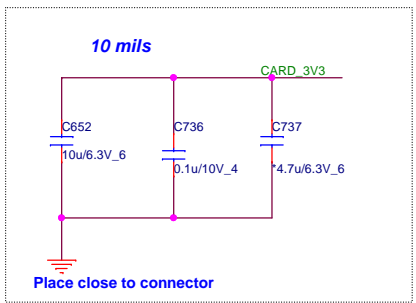 10 mils
CARD_3V3
C652
C736
C737
10u/6.3V_6
0.1u/10V_4
*4.7u/6.3V_6
Place close to connector